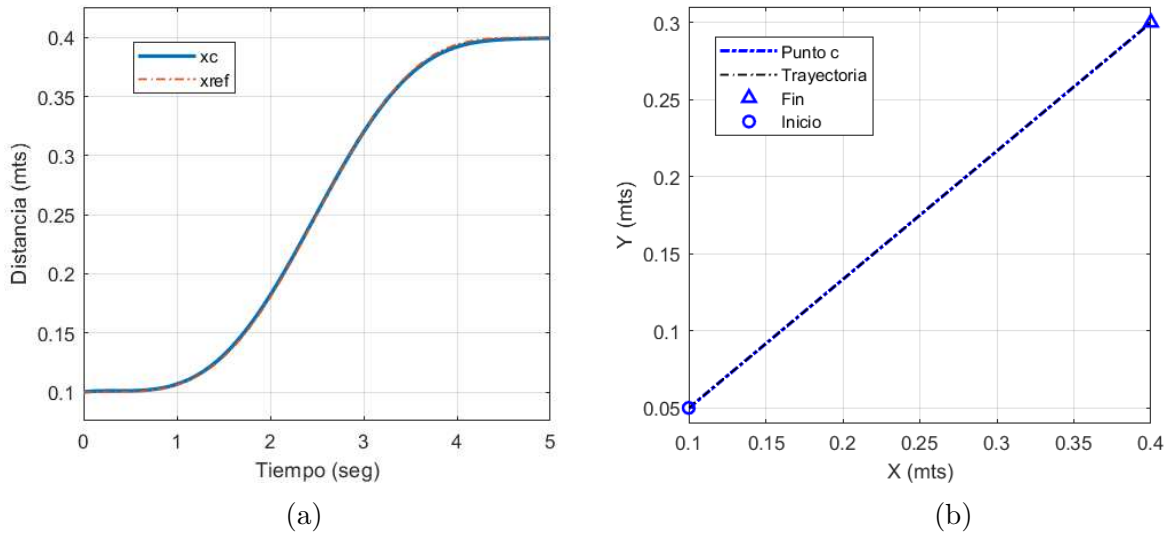 0.4
0.35
0.3
0.25
0.2
0.15
0.1
Distancia (mts)
xc
xref
0 1 2 3 4 5
Tiempo (seg)
(a)
0.3
0.25
0.2
0.15
0.1
0.05
Y (mts)
Punto c
Trayectoria
Fin
Inicio
0.1 0.15 0.2 0.25 0.3 0.35 0.4
X (mts)
(b)